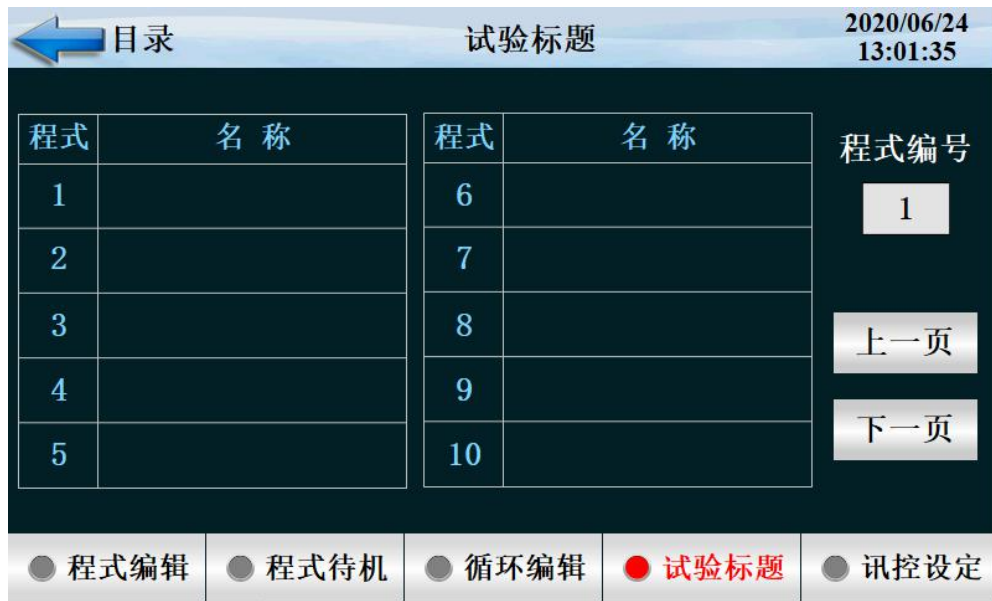 目录
试验标题
2020/06/24
13:01:35
程式 名 称 程式 名 称
程式编号
1 6
1
2 7
3 8
上一页
4 9
下一页
5 10
程式编辑 程式待机 循环编辑 试验标题 讯控设定